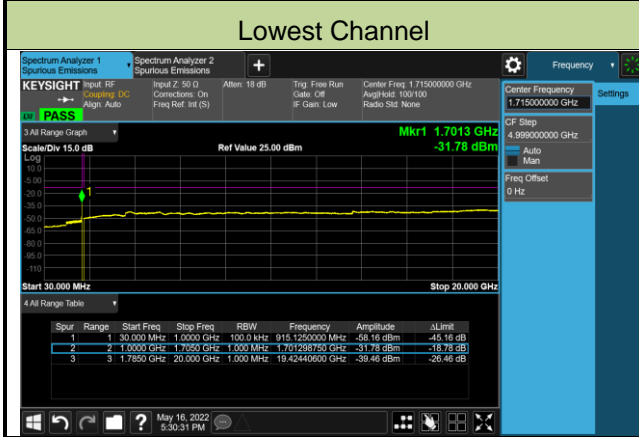 Lowest Channel
Spectrum Analyzer 1
Spurious Emissions
Spectrum Analyzer 2
Spurious Emissions
Frequency
KEYSIGHT
Input: RF
Coupling: DC
Align: Auto
Input Z: 50 Ω
Corrections: On
Freq Ref: Int (S)
Atten: 18 dB
Trig: Free Run
Gate: Off
IF Gain: Low
Center Freq: 1.715000000 GHz
Avg|Hold: 100/100
Radio Std: None
PASS
Center Frequency
1.715000000 GHz
Settings
CF Step
4.999000000 GHz
Auto
Man
Freq Offset
0 Hz
3 All Range Graph
Mkr1 1.7013 GHz
Scale/Div 15.0 dB
Ref Value 25.00 dBm
-31.78 dBm
Log
10.0
-5.00
-20.0
-35.0
-50.0
-65.0
-80.0
-95.0
-110
1
Start 30.000 MHz
Stop 20.000 GHz
4 All Range Table
Spur Range Start Freq Stop Freq RBW Frequency Amplitude ΔLimit
1 1 30.000 MHz 1.0000 GHz 100.0 kHz 915.1250000 MHz -58.16 dBm -45.16 dB
2 2 1.0000 GHz 1.7050 GHz 1.000 MHz 1.701298750 GHz -31.78 dBm -18.78 dB
3 3 1.7850 GHz 20.000 GHz 1.000 MHz 19.42440600 GHz -39.46 dBm -26.46 dB
May 16, 2022
5:30:31 PM